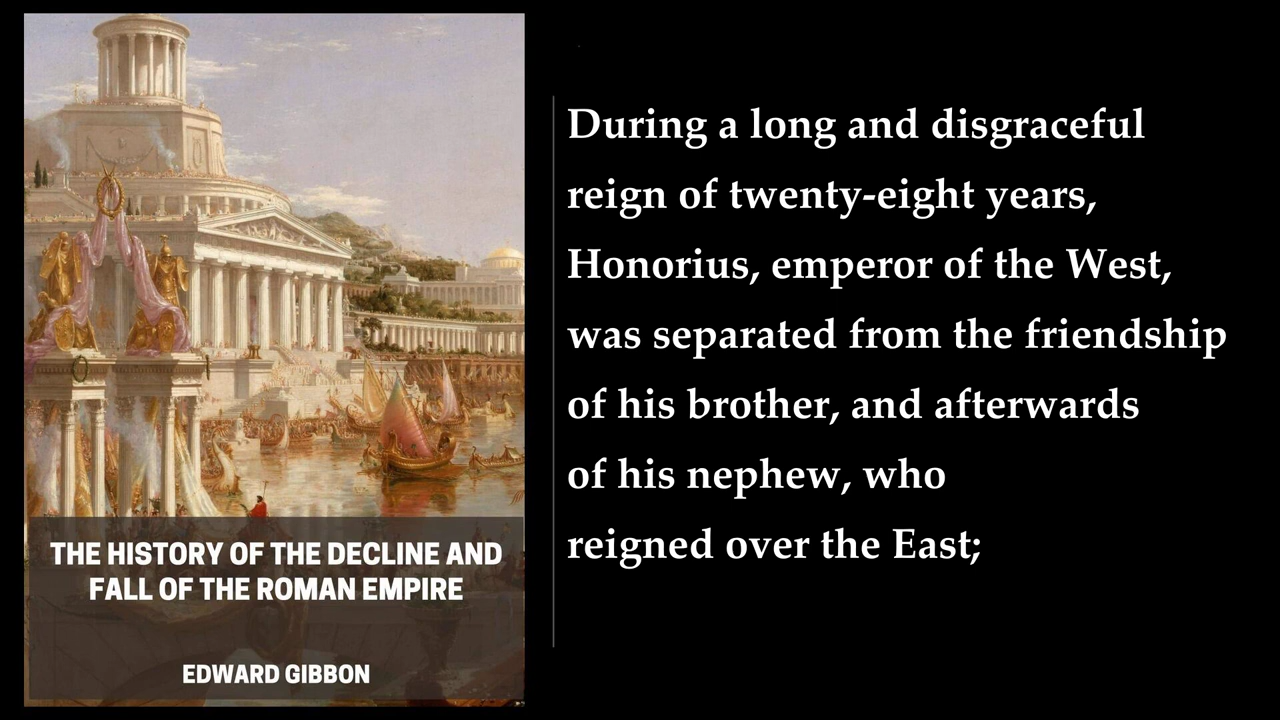 THE HISTORY OF THE DECLINE AND
FALL OF THE ROMAN EMPIRE
EDWARD GIBBON
During a long and disgraceful
reign of twenty-eight years,
Honorius, emperor of the West,
was separated from the friendship
of his brother, and afterwards
of his nephew, who
reigned over the East;